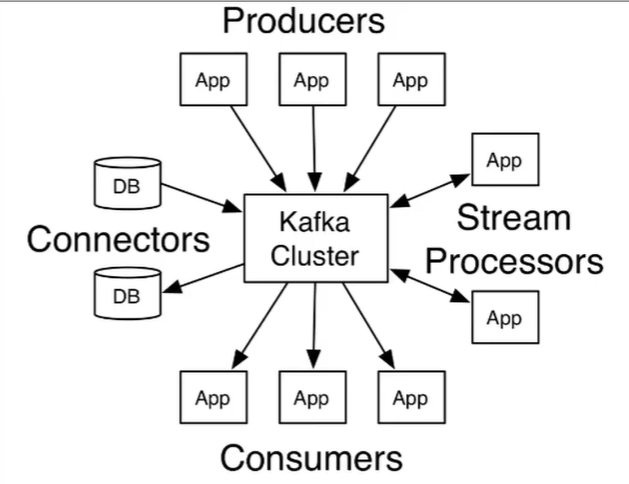 Producers
App
App
App
DB
App
Kafka
Cluster
Connectors
Stream
Processors
DB
App
App
App
App
Consumers